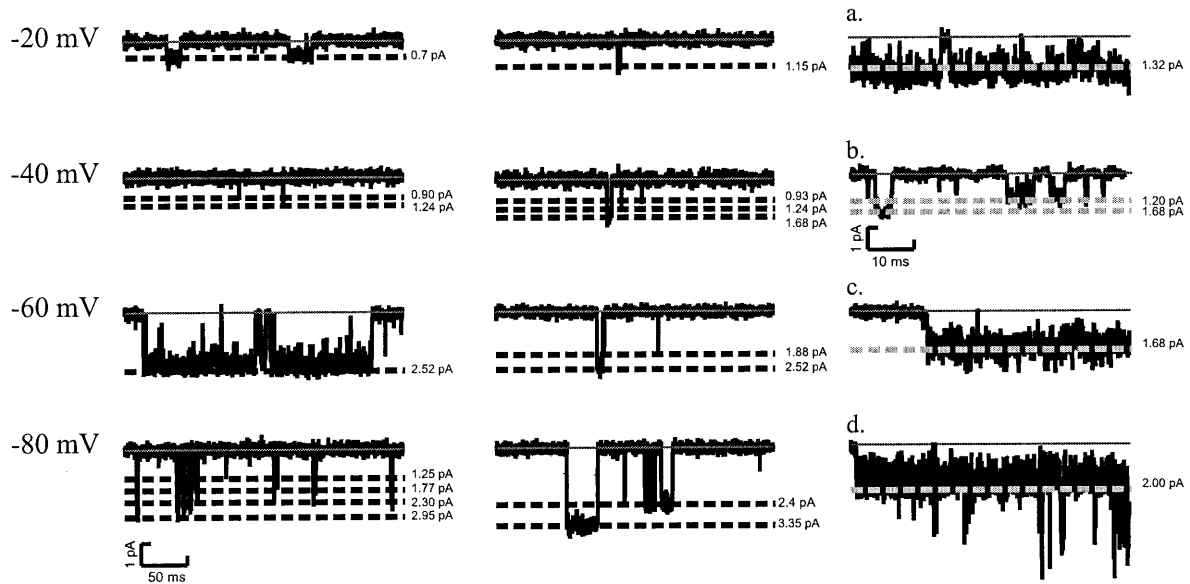 -20 mV
0.7 pA
1.15 pA
a.
1.32 pA
-40 mV
0.90 pA
1.24 pA
0.93 pA
1.24 pA
1.68 pA
b.
1.20 pA
1.68 pA
1 pA
10 ms
-60 mV
2.52 pA
1.88 pA
2.52 pA
c.
1.68 pA
-80 mV
1.25 pA
1.77 pA
2.30 pA
2.95 pA
2.4 pA
3.35 pA
d.
2.00 pA
1 pA
50 ms